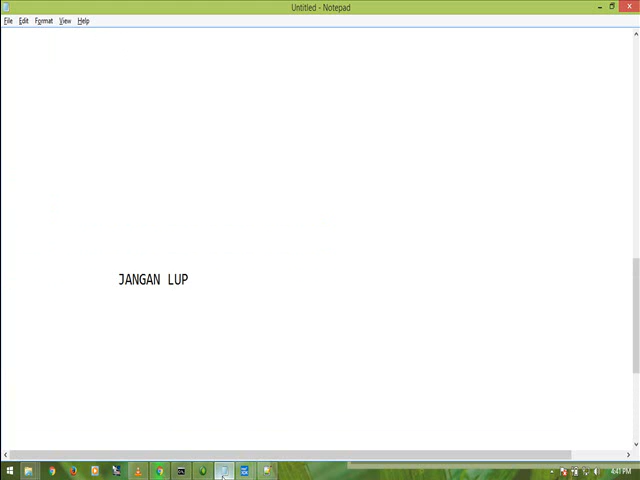 Untitled - Notepad
File Edit Format View Help
JANGAN LUP
4:41 PM